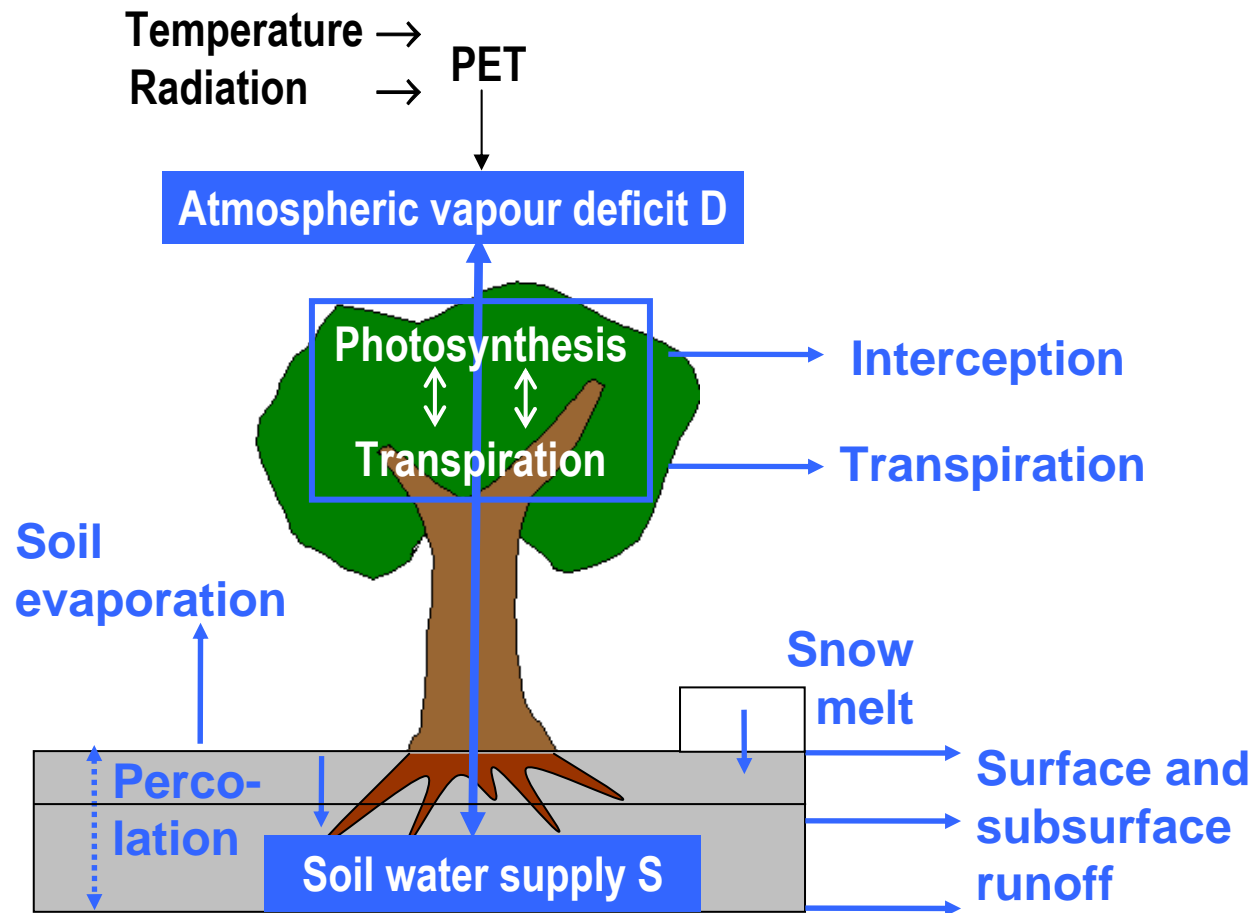 Temperature →
Radiation →
PET
Atmospheric vapour deficit D
Photosynthesis
Interception
Transpiration
Transpiration
Soil
evaporation
Snow
melt
Perco-
lation
Surface and
subsurface
runoff
Soil water supply S